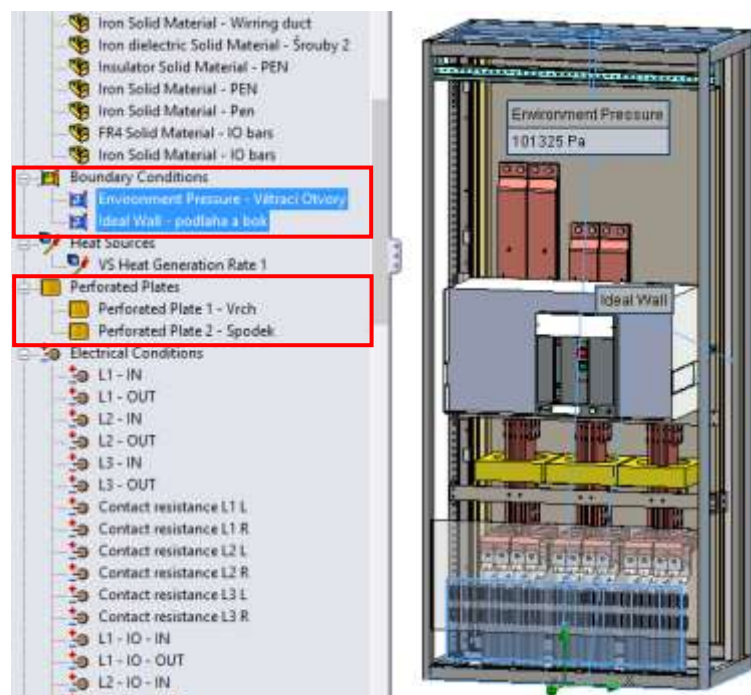 Iron Solid Material - Wirring duct
Iron dielectric Solid Material - Šrouby 2
Insulator Solid Material - PEN
Iron Solid Material - PEN
Iron Solid Material - Pen
FR4 Solid Material - IO bars
Iron Solid Material - IO bars
Boundary Conditions
Environment Pressure - Větrací Otvory
Ideal Wall - podlaha a bok
Heat Sources
VS Heat Generation Rate 1
Perforated Plates
Perforated Plate 1 - Vrch
Perforated Plate 2 - Spodek
Electrical Conditions
L1 - IN
L1 - OUT
L2 - IN
L2 - OUT
L3 - IN
L3 - OUT
Contact resistance L1 L
Contact resistance L1 R
Contact resistance L2 L
Contact resistance L2 R
Contact resistance L3 L
Contact resistance L3 R
L1 - IO - IN
L1 - IO - OUT
L2 - IO - IN
Environment Pressure
101325 Pa
Ideal Wall